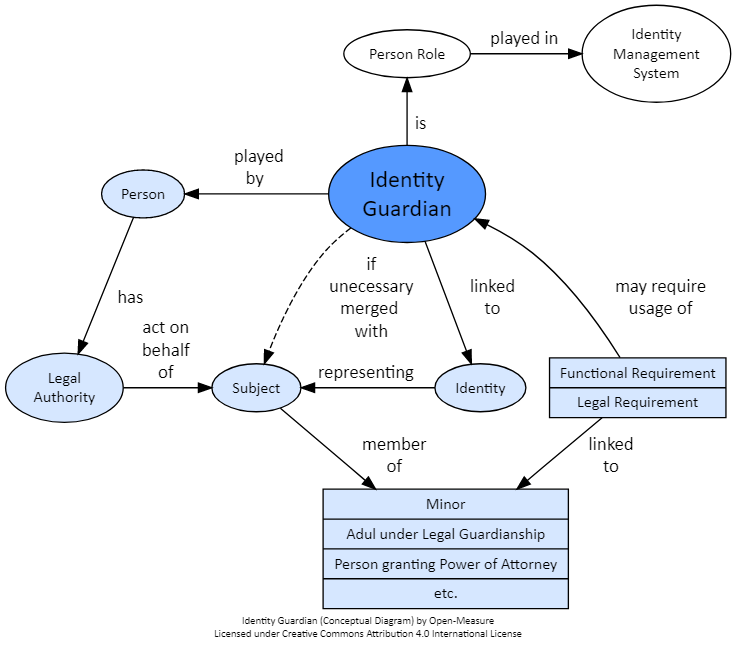 Identity
Management
System
played in
Person Role
is
played
by
Identity
Guardian
Person
if
unnecessary
merged
with
linked
to
may require
usage of
has
act on
behalf
of
Legal
Authority
Subject
representing
Identity
Functional Requirement
Legal Requirement
member
of
linked
to
Minor
Adul under Legal Guardianship
Person granting Power of Attorney
etc.
Identity Guardian (Conceptual Diagram) by Open-Measure
Licensed under Creative Commons Attribution 4.0 International License